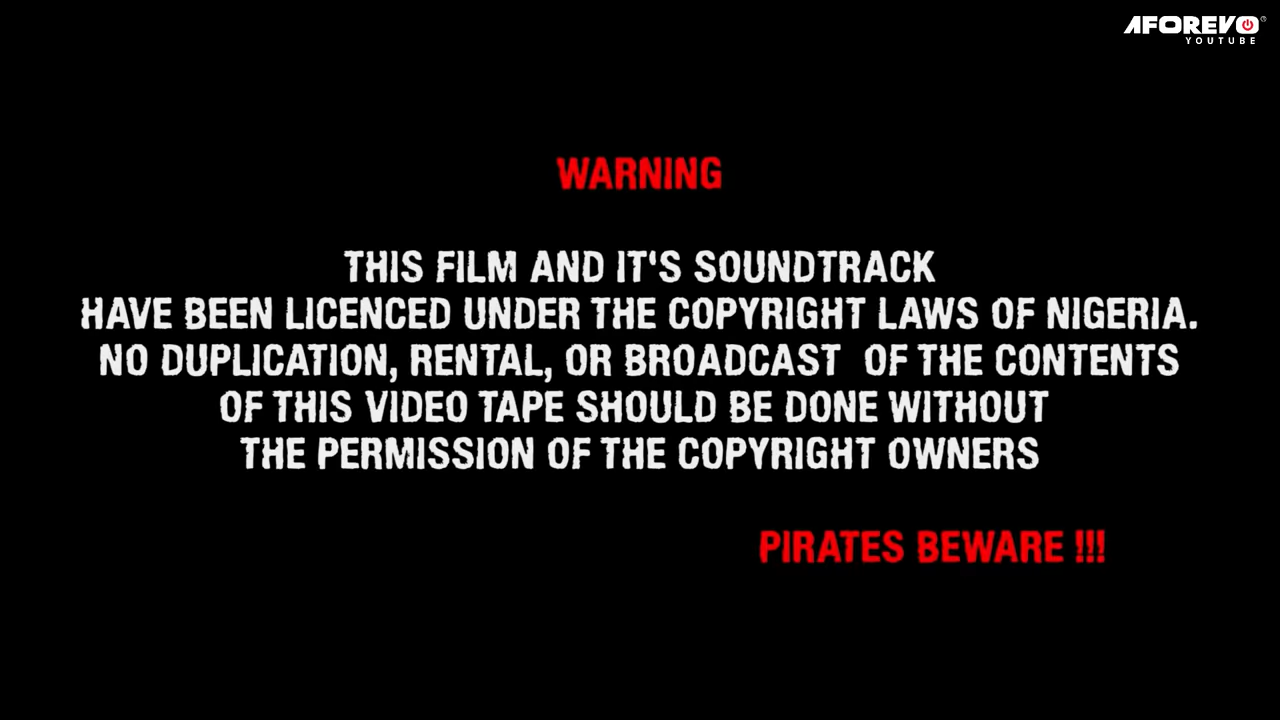 AFOREVO
YOUTUBE
WARNING
THIS FILM AND IT'S SOUNDTRACK
HAVE BEEN LICENCED UNDER THE COPYRIGHT LAWS OF NIGERIA.
NO DUPLICATION, RENTAL, OR BROADCAST OF THE CONTENTS
OF THIS VIDEO TAPE SHOULD BE DONE WITHOUT
THE PERMISSION OF THE COPYRIGHT OWNERS
PIRATES BEWARE !!!